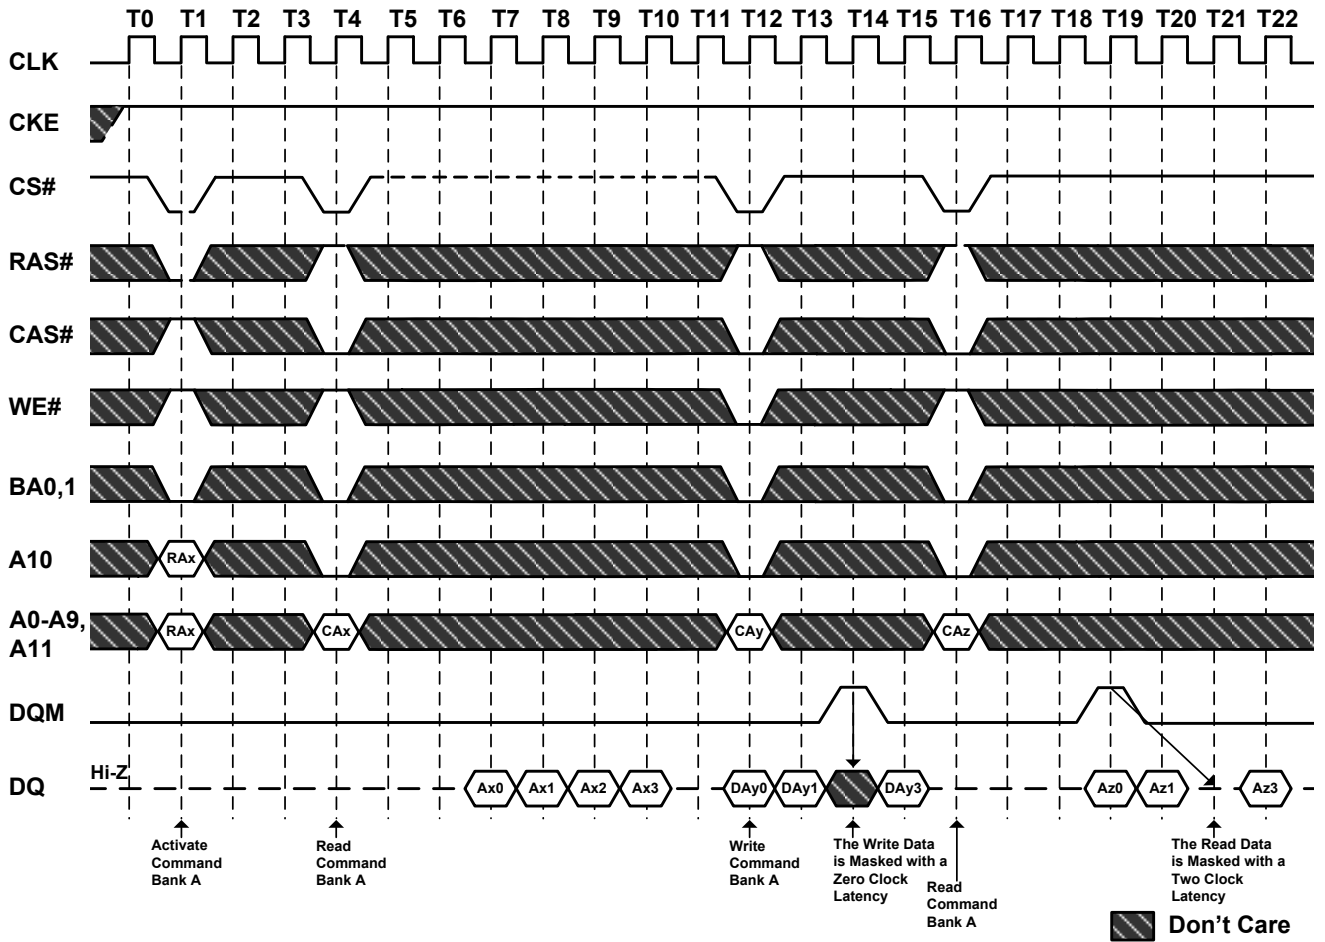 T0 T1 T2 T3 T4 T5 T6 T7 T8 T9 T10 T11 T12 T13 T14 T15 T16 T17 T18 T19 T20 T21 T22
CLK
CKE
CS#
RAS#
CAS#
WE#
BA0,1
A10
RAx
A0-A9,
A11
RAx CAx CAy CAz
DQM
DQ
Hi-Z
Ax0 Ax1 Ax2 Ax3 DAy0 DAy1 DAy3 Az0 Az1 Az3
Activate
Command
Bank A
Read
Command
Bank A
Write
Command
Bank A
The Write Data
is Masked with a
Zero Clock
Latency
Read
Command
Bank A
The Read Data
is Masked with a
Two Clock
Latency
Don't Care